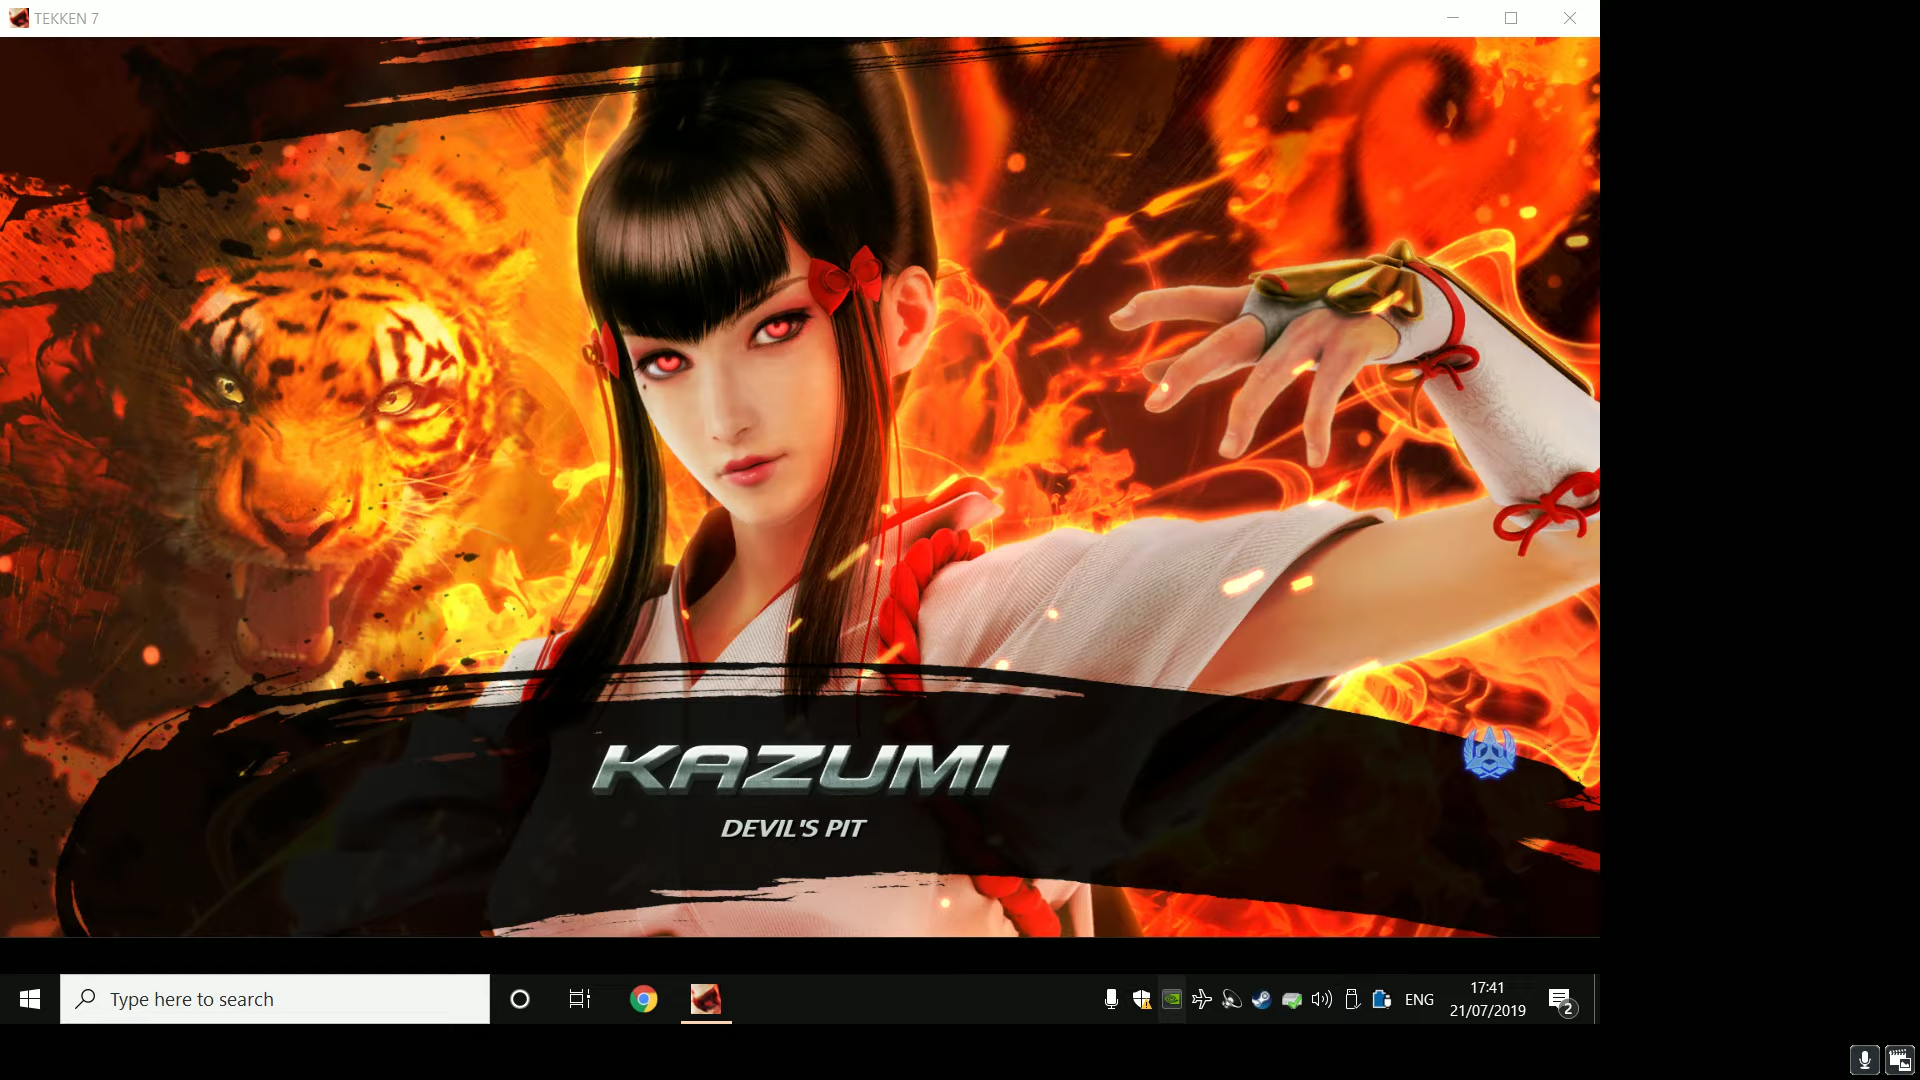 TEKKEN 7
KAZUMI
DEVIL'S PIT
Type here to search
ENG
17:41
21/07/2019
2